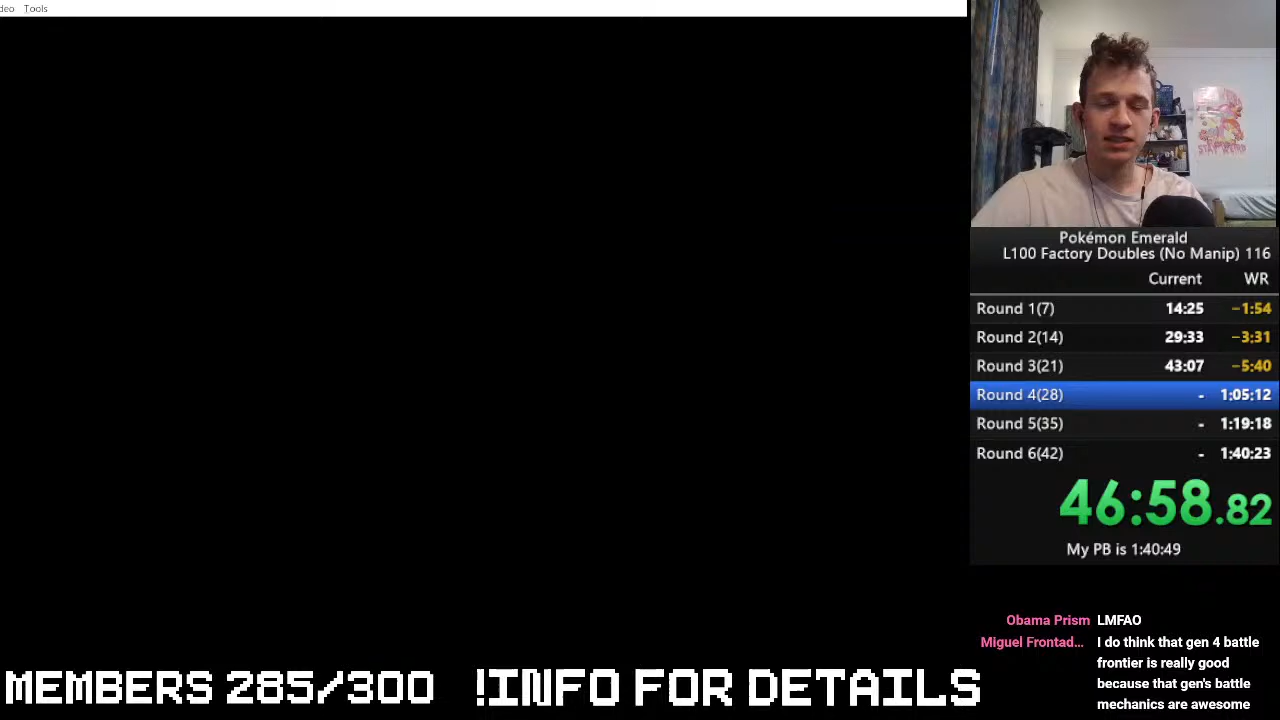 deo Tools
STAY WEIRD
Pokémon Emerald
L100 Factory Doubles (No Manip) 116
Current WR
Round 1(7) 14:25 −1:54
Round 2(14) 29:33 −3:31
Round 3(21) 43:07 −5:40
Round 4(28) - 1:05:12
Round 5(35) - 1:19:18
Round 6(42) - 1:40:23
46:58.82
My PB is 1:40:49
Obama Prism LMFAO
Miguel Frontad... I do think that gen 4 battle
frontier is really good
because that gen's battle
mechanics are awesome
MEMBERS 285/300 !INFO FOR DETAILS